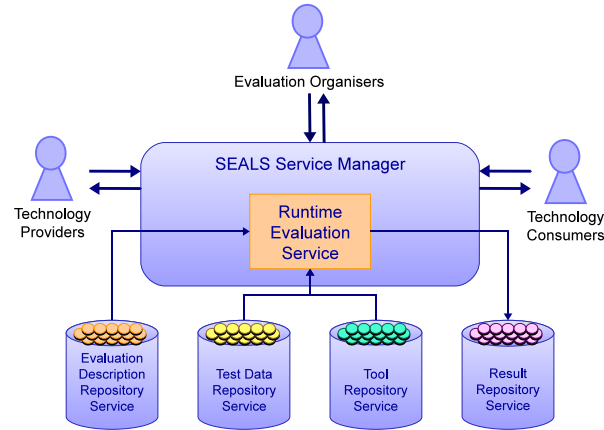 Evaluation Organisers
SEALS Service Manager
Technology
Providers
Runtime
Evaluation
Service
Technology
Consumers
Evaluation
Description
Repository
Service
Test Data
Repository
Service
Tool
Repository
Service
Result
Repository
Service